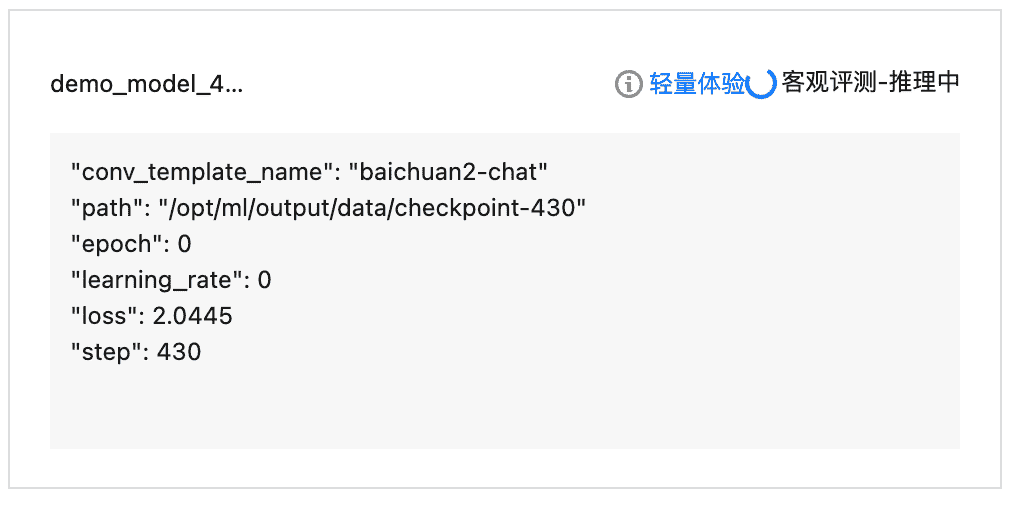 demo_model_4...
轻量体验 客观评测-推理中
"conv_template_name": "baichuan2-chat"
"path": "/opt/ml/output/data/checkpoint-430"
"epoch": 0
"learning_rate": 0
"loss": 2.0445
"step": 430